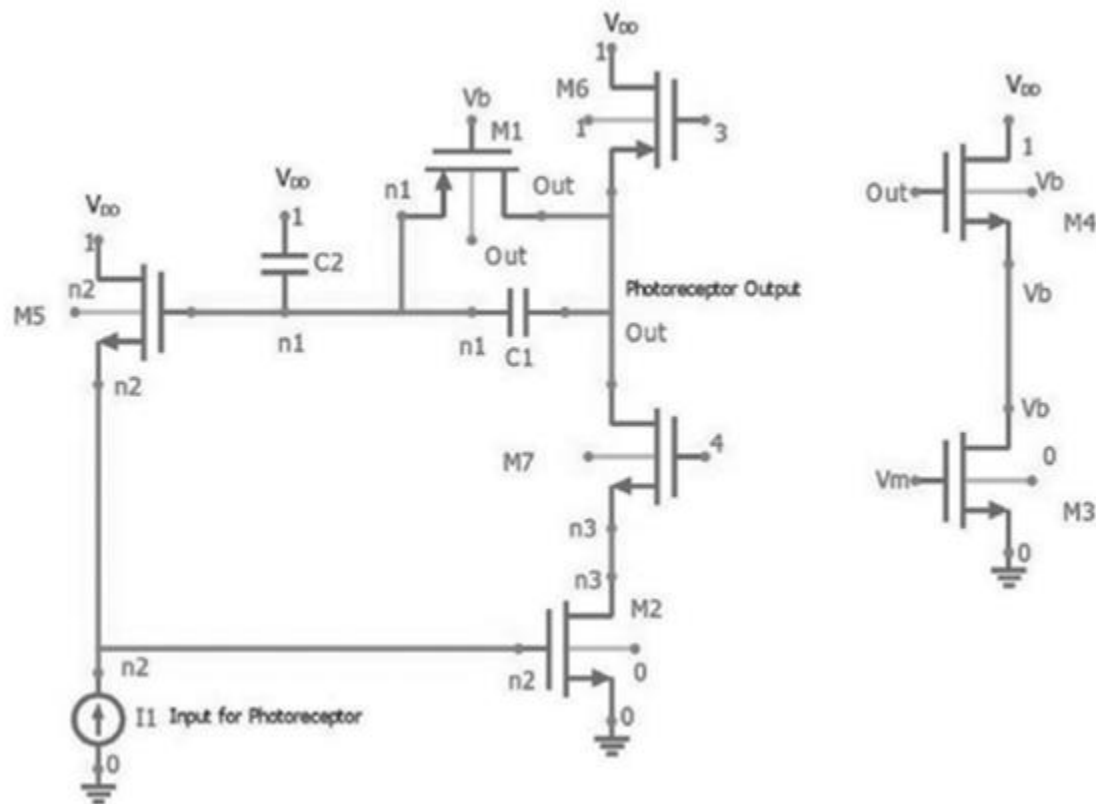 VDD
1
M6
1
3
Vb
M1
VDD
1
Vb
M4
Out
n1
Out
VDD
1
C2
Out
VDD
1
n2
M5
n1
n1
C1
Photoreceptor Output
Out
Vb
n2
Vb
M7
4
0
Vm
M3
n3
0
n3
M2
n2
n2
0
I1 Input for Photoreceptor
0
0